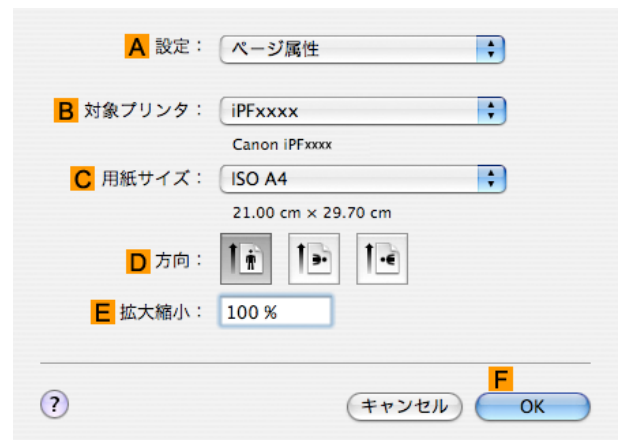 A 設定： ページ属性
B 対象プリンタ： iPFxxxx
Canon iPFxxxx
C 用紙サイズ： ISO A4
21.00 cm × 29.70 cm
D 方向：
E 拡大縮小： 100 %
F
? キャンセル OK